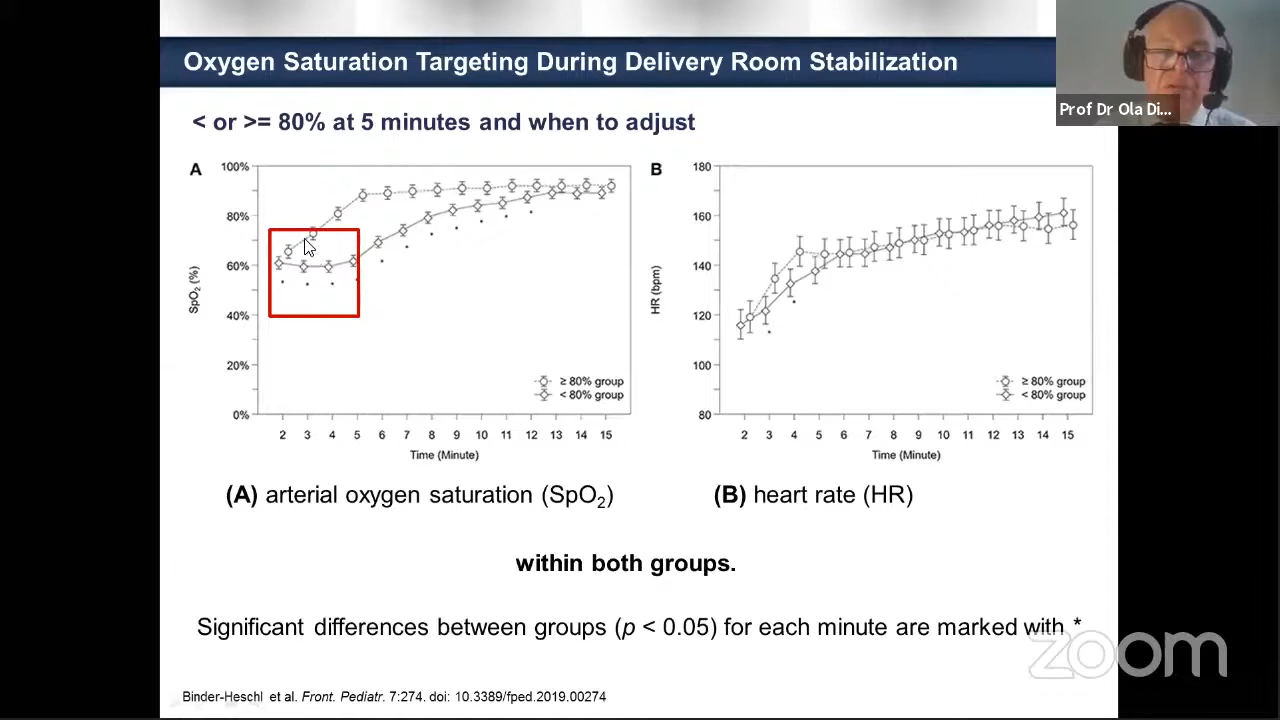 Oxygen Saturation Targeting During Delivery Room Stabilization
Prof Dr Ola Di...
< or >= 80% at 5 minutes and when to adjust
A
100%
80%
60%
40%
20%
0%
SpO2 (%)
2 3 4 5 6 7 8 9 10 11 12 13 14 15
Time (Minute)
≥ 80% group
< 80% group
B
180
160
140
120
100
80
HR (bpm)
2 3 4 5 6 7 8 9 10 11 12 13 14 15
Time (Minute)
≥ 80% group
< 80% group
(A) arterial oxygen saturation (SpO2)
(B) heart rate (HR)
within both groups.
Significant differences between groups (p < 0.05) for each minute are marked with *
zoom
Binder-Heschl et al. Front. Pediatr. 7:274. doi: 10.3389/fped.2019.00274